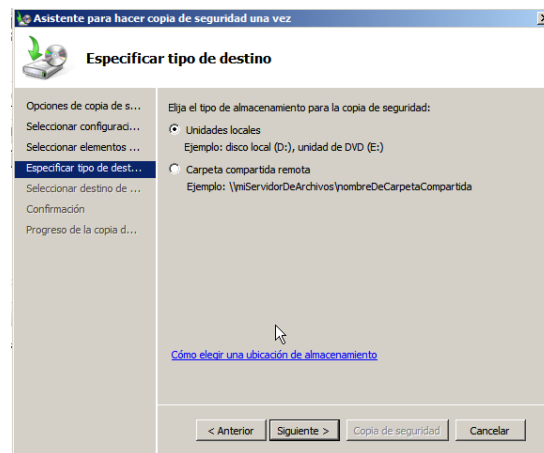 Asistente para hacer copia de seguridad una vez
Especificar tipo de destino
Opciones de copia de s...
Seleccionar configuraci...
Seleccionar elementos ...
Especificar tipo de dest...
Seleccionar destino de ...
Confirmación
Progreso de la copia d...
Elija el tipo de almacenamiento para la copia de seguridad:
Unidades locales
Ejemplo: disco local (D:), unidad de DVD (E:)
Carpeta compartida remota
Ejemplo: \\miServidorDeArchivos\nombreDeCarpetaCompartida
Cómo elegir una ubicación de almacenamiento
< Anterior Siguiente > Copia de seguridad Cancelar